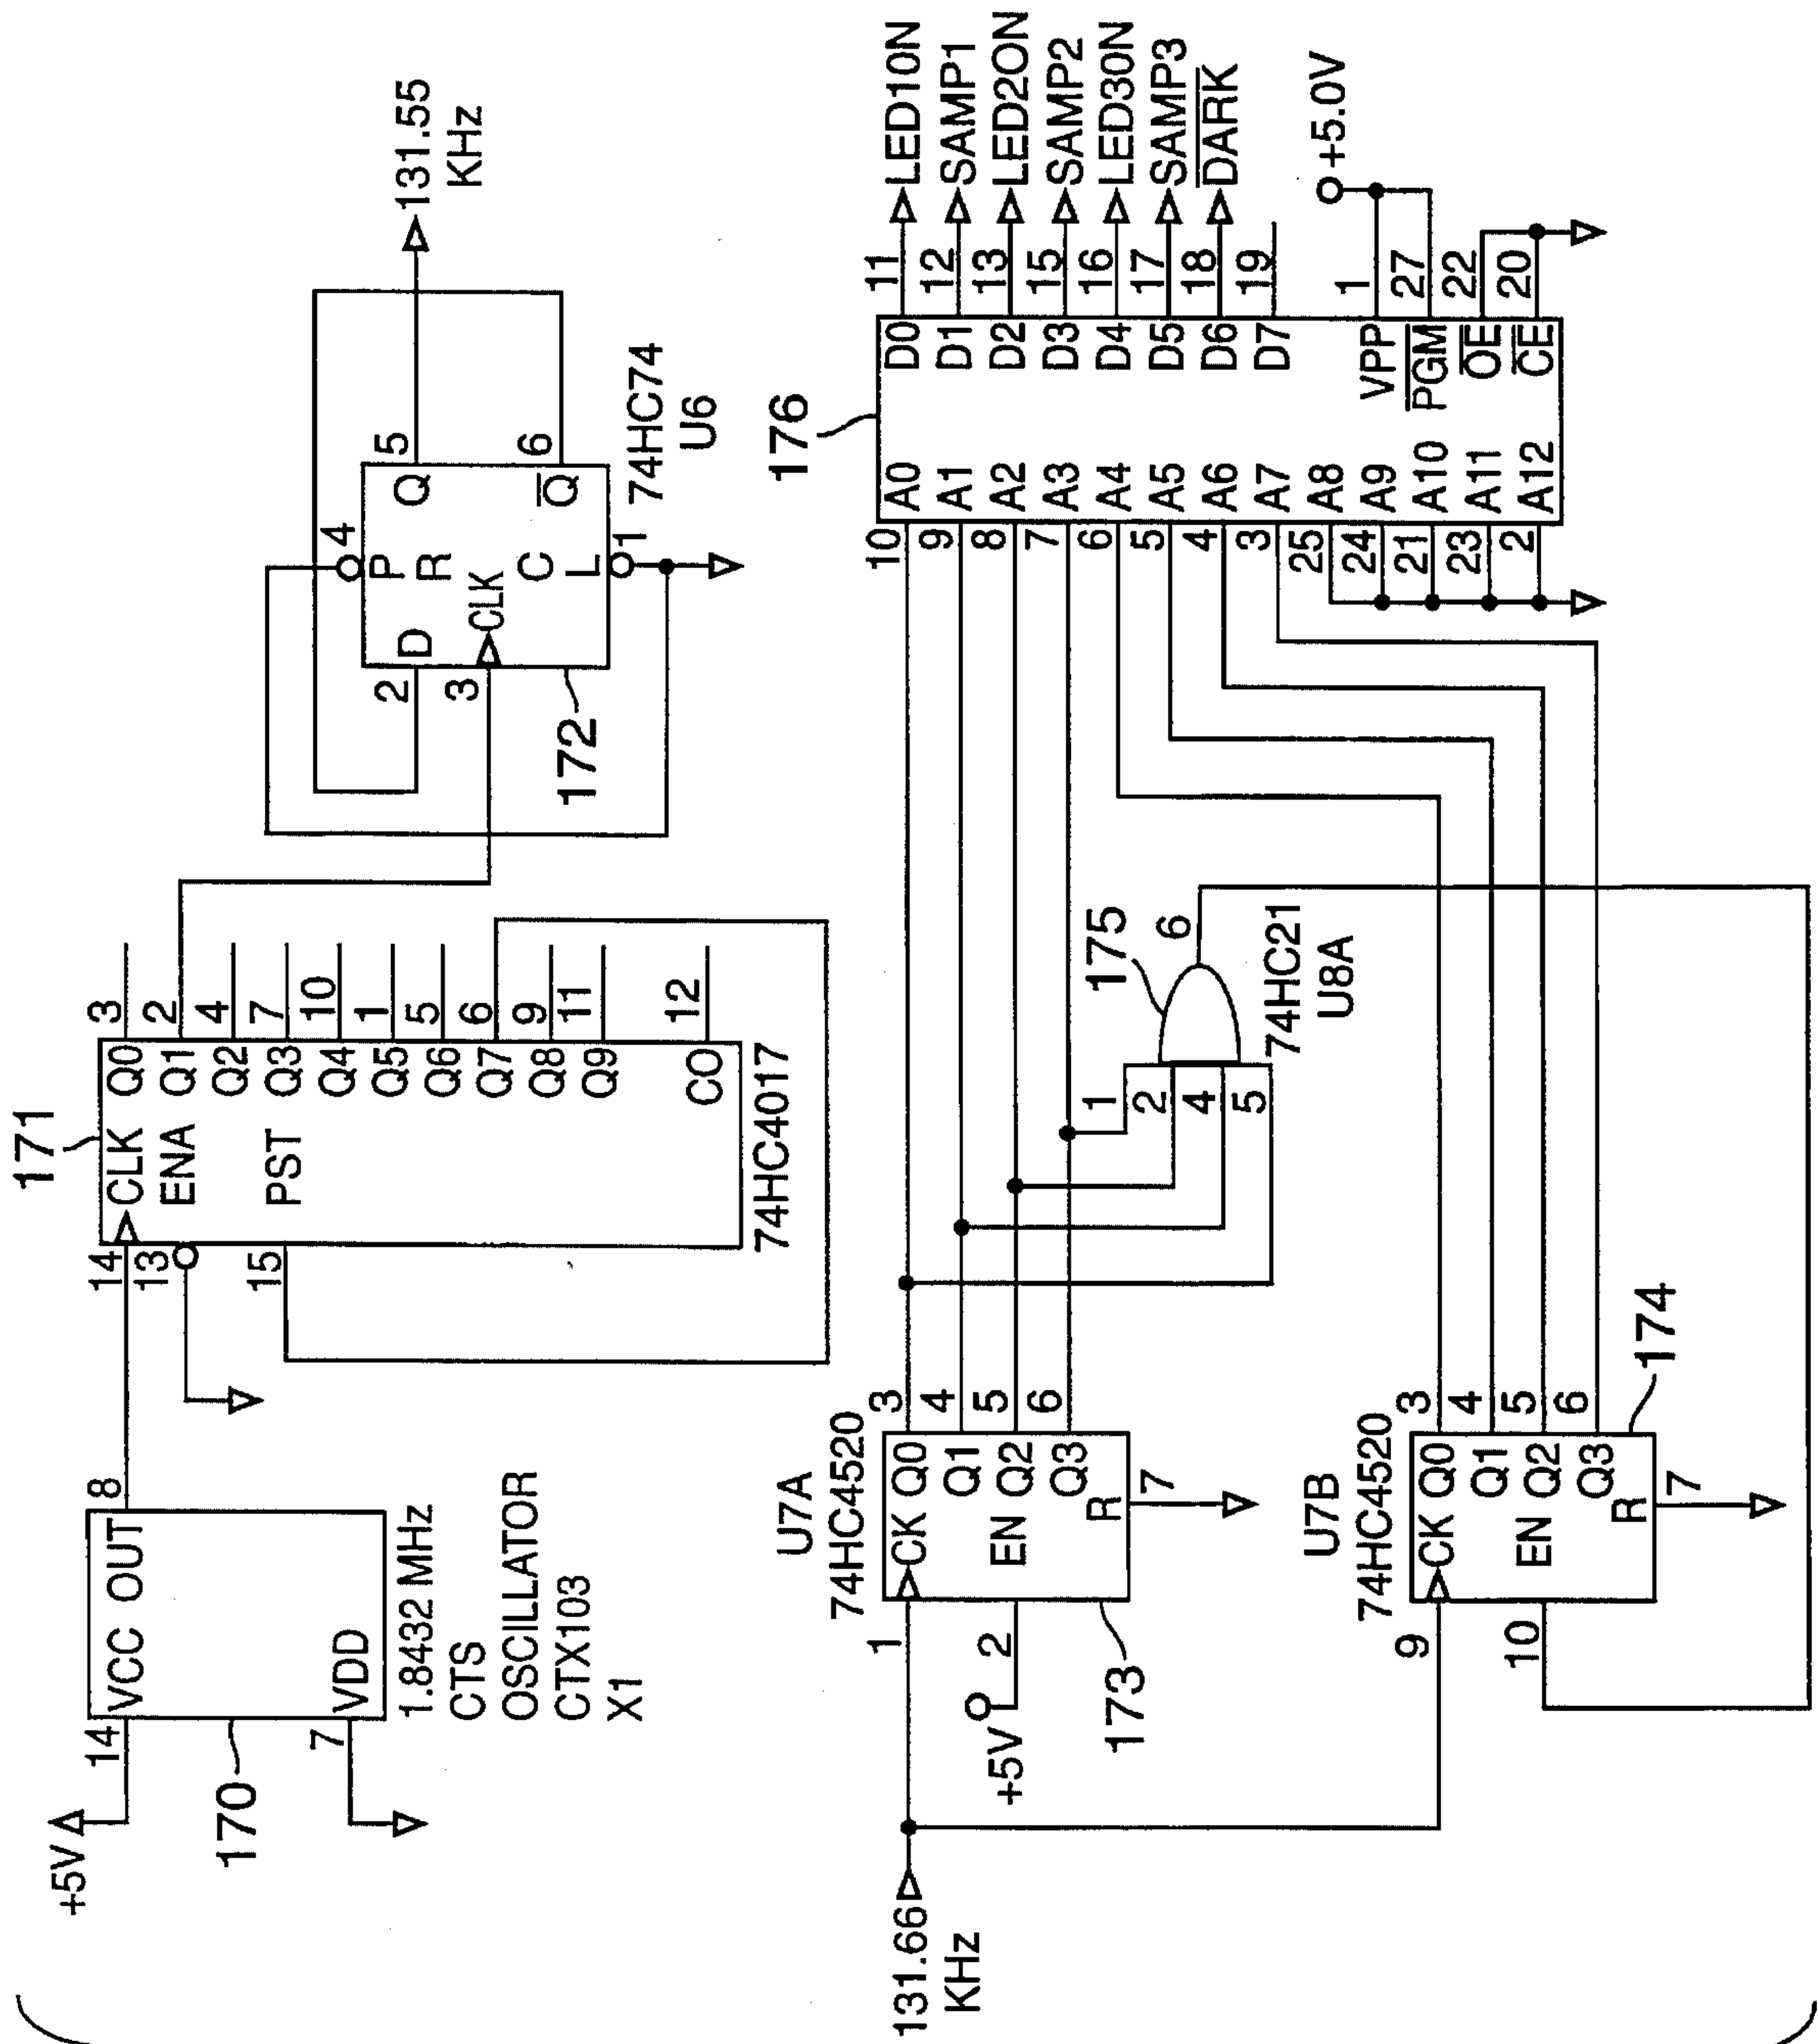 +5V
14
VCC OUT
8
7
VDD
170
1.8432 MHz
CTS
OSCILLATOR
CTX103
X1
171
14
13
15
CLK
ENA
PST
Q0
Q1
Q2
Q3
Q4
Q5
Q6
Q7
Q8
Q9
CO
3
2
4
7
10
1
5
6
9
11
12
74HC4017
2
3
D
CLK
P
R
C
L
Q
Q
4
1
5
6
172
74HC74
U6
131.55
KHz
131.66
KHz
+5V
1
2
U7A
74HC4520
CK Q0
Q1
EN Q2
Q3
R
3
4
5
6
7
173
9
10
U7B
74HC4520
CK Q0
Q1
EN Q2
Q3
R
3
4
5
6
7
174
1
2
4
5
6
175
74HC21
U8A
176
10
9
8
7
6
5
4
3
25
24
21
23
2
A0
A1
A2
A3
A4
A5
A6
A7
A8
A9
A10
A11
A12
D0
D1
D2
D3
D4
D5
D6
D7
VPP
PGM
OE
CE
11
12
13
15
16
17
18
19
1
27
22
20
LED10N
SAMP1
LED2ON
SAMP2
LED30N
SAMP3
DARK
+5.0V